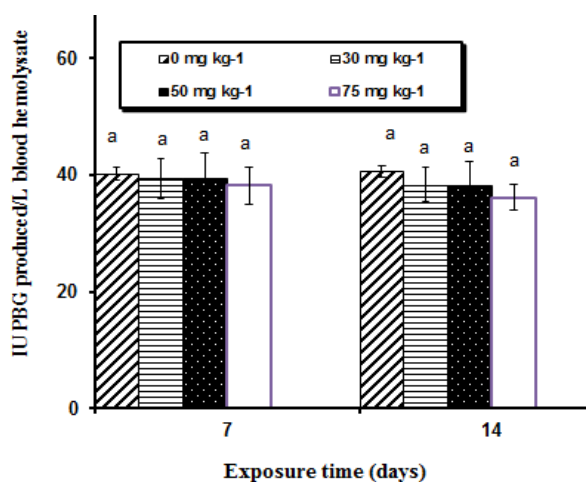 IU PBG produced/L blood hemolysate
60
40
20
0
0 mg kg-1 30 mg kg-1
50 mg kg-1 75 mg kg-1
a a a a a a a a
7 14
Exposure time (days)